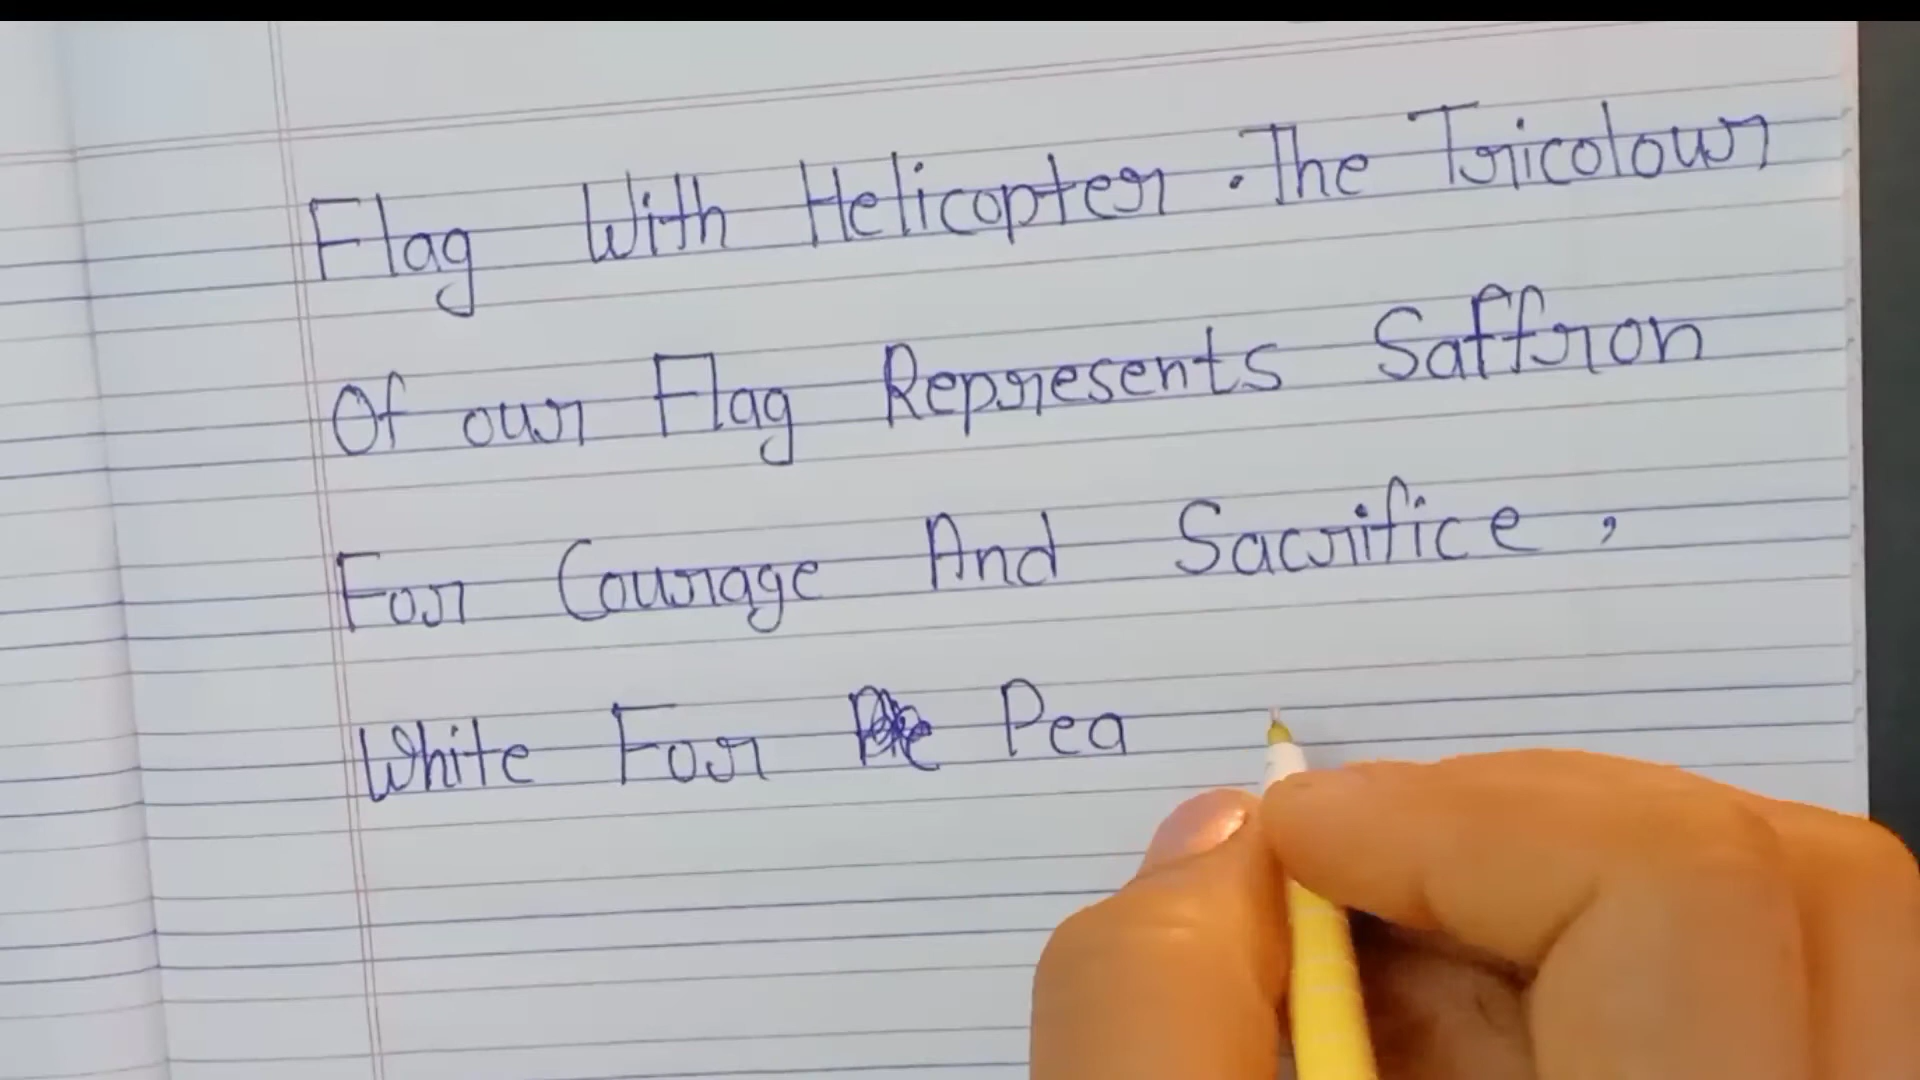 Flag With Helicopter. The Tricolour
Of our Flag Represents Saffron
For Courage And Sacrifice,
White For Pea